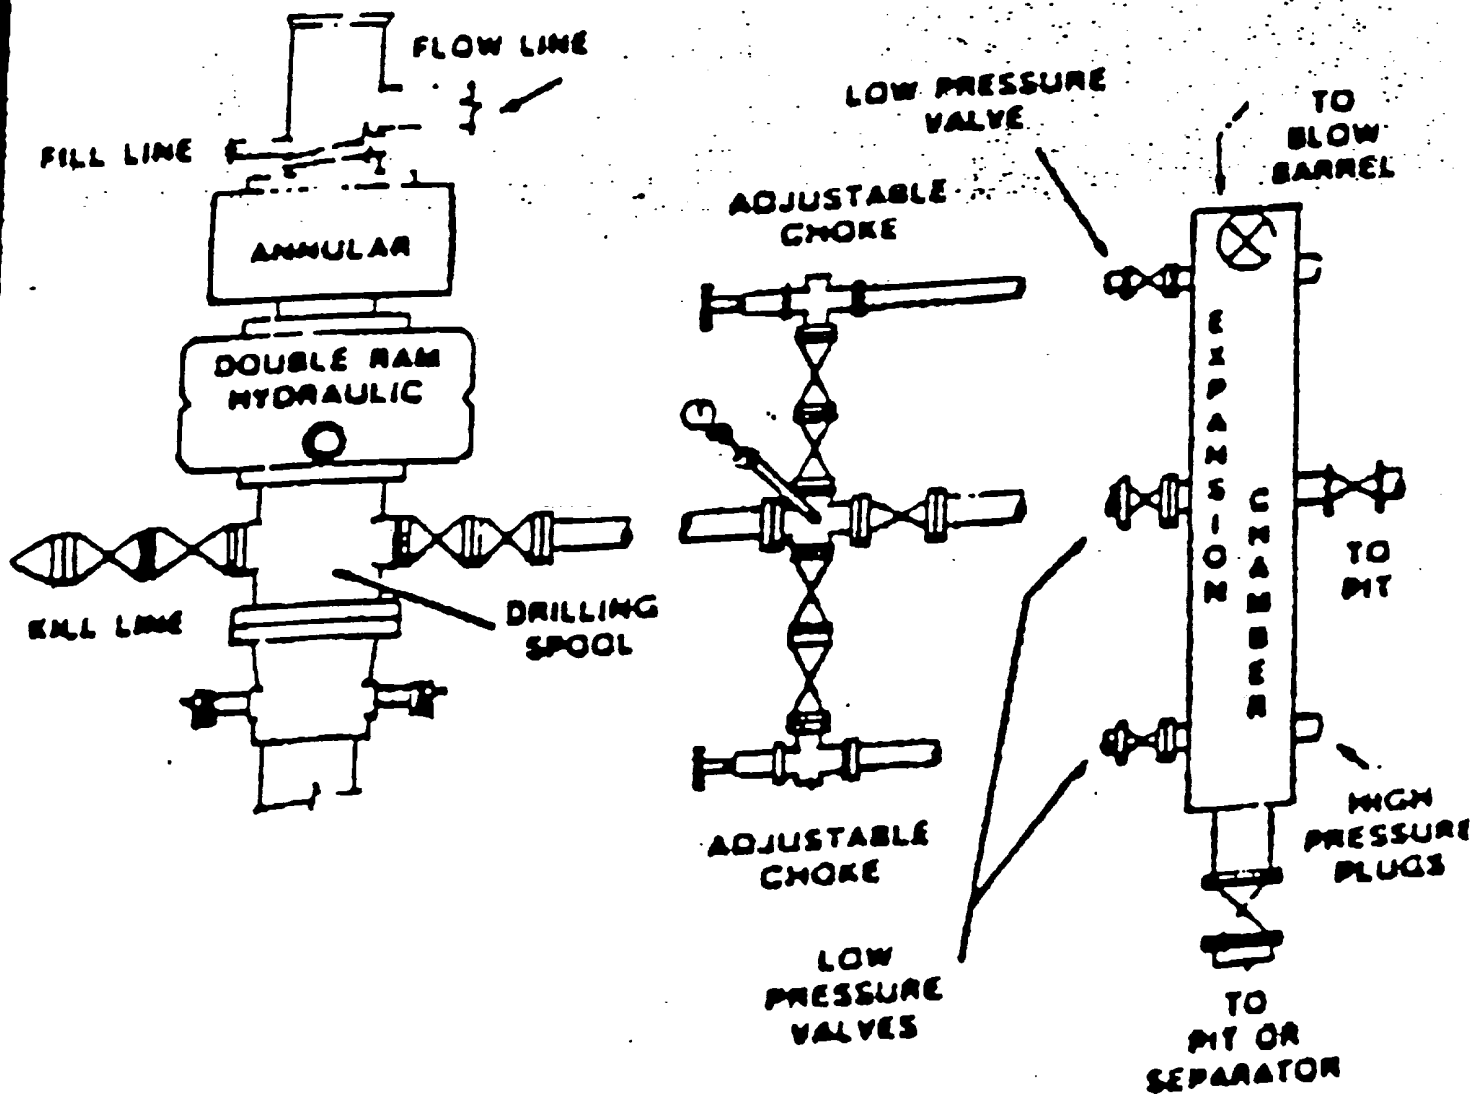 FLOW LINE
FILL LINE
ANNULAR
DOUBLE RAM
HYDRAULIC
KILL LINE
DRILLING
SPOOL
ADJUSTABLE
CHOKE
ADJUSTABLE
CHOKE
LOW PRESSURE
VALVE
LOW
PRESSURE
VALVES
TO
BLOW
BARREL
EXPANSION
CHAMBER
TO
PIT
HIGH
PRESSURE
PLUGS
TO
PIT OR
SEPARATOR